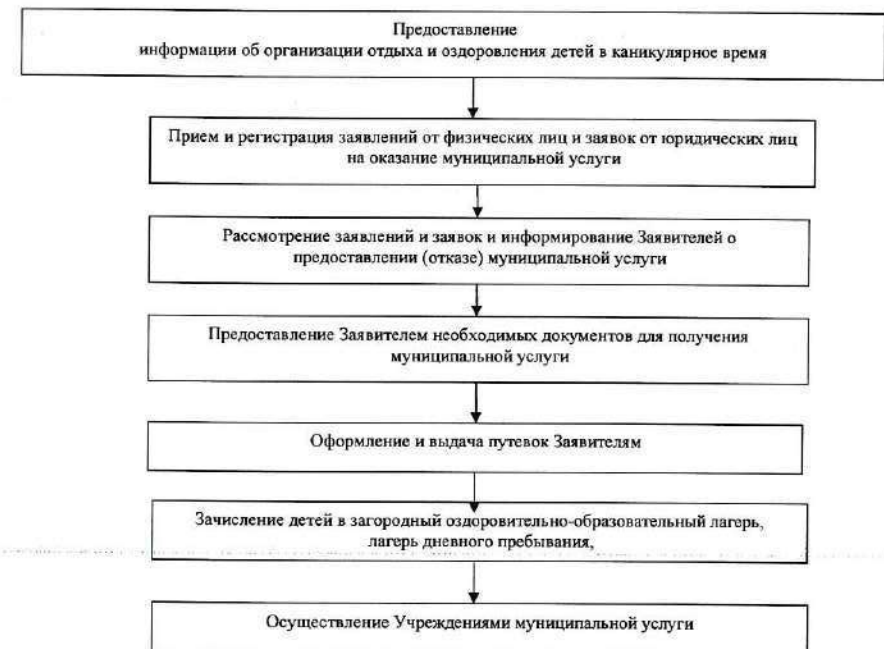 Предоставление
информации об организации отдыха и оздоровления детей в каникулярное время
Прием и регистрация заявлений от физических лиц и заявок от юридических лиц
на оказание муниципальной услуги
Рассмотрение заявлений и заявок и информирование Заявителей о
предоставлении (отказе) муниципальной услуги
Предоставление Заявителем необходимых документов для получения
муниципальной услуги
Оформление и выдача путевок Заявителям
Зачисление детей в загородный оздоровительно-образовательный лагерь,
лагерь дневного пребывания,
Осуществление Учреждениями муниципальной услуги